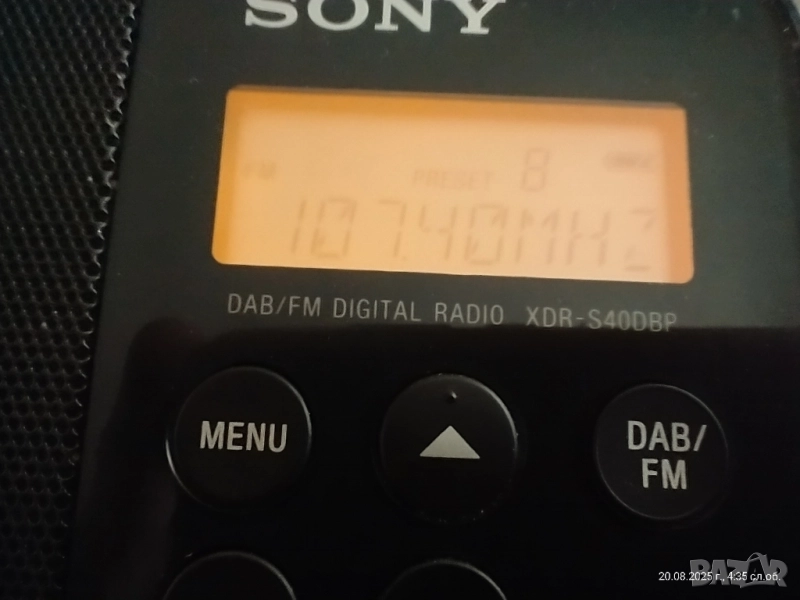 SONY
FM PRESET 8
107.40MHZ
DAB/FM DIGITAL RADIO XDR-S40DBP
MENU
DAB/
FM
BAZAR
20.08.2025 г., 4:35 сл.об.